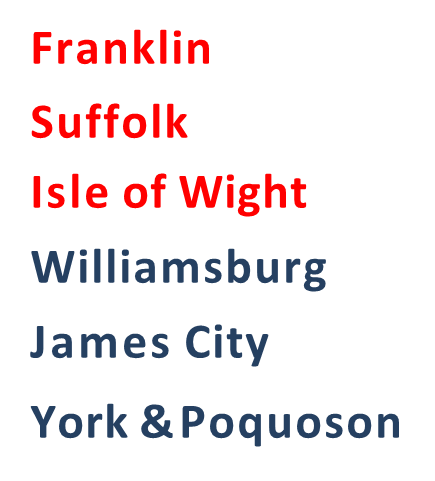 Franklin
Suffolk
Isle of Wight
Williamsburg
James City
York & Poquoson